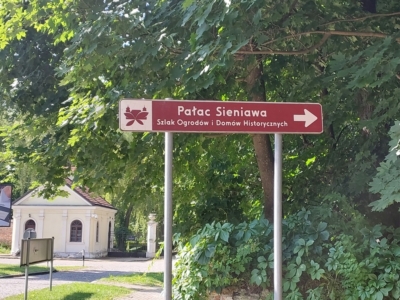 Pałac Sieniawa
Szlak Ogrodów i Domów Historycznych